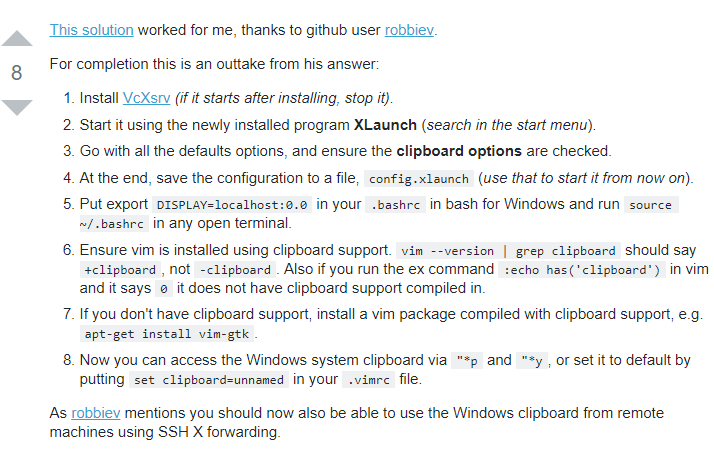 This solution worked for me, thanks to github user robbiev.
8
For completion this is an outtake from his answer:
1. Install VcXsrv (if it starts after installing, stop it).
2. Start it using the newly installed program XLaunch (search in the start menu).
3. Go with all the defaults options, and ensure the clipboard options are checked.
4. At the end, save the configuration to a file, config.xlaunch (use that to start it from now on).
5. Put export DISPLAY=localhost:0.0 in your .bashrc in bash for Windows and run source
~/.bashrc in any open terminal.
6. Ensure vim is installed using clipboard support. vim --version | grep clipboard should say
+clipboard , not -clipboard . Also if you run the ex command :echo has('clipboard') in vim
and it says 0 it does not have clipboard support compiled in.
7. If you don't have clipboard support, install a vim package compiled with clipboard support, e.g.
apt-get install vim-gtk .
8. Now you can access the Windows system clipboard via "*p and "*y , or set it to default by
putting set clipboard=unnamed in your .vimrc file.
As robbiev mentions you should now also be able to use the Windows clipboard from remote
machines using SSH X forwarding.